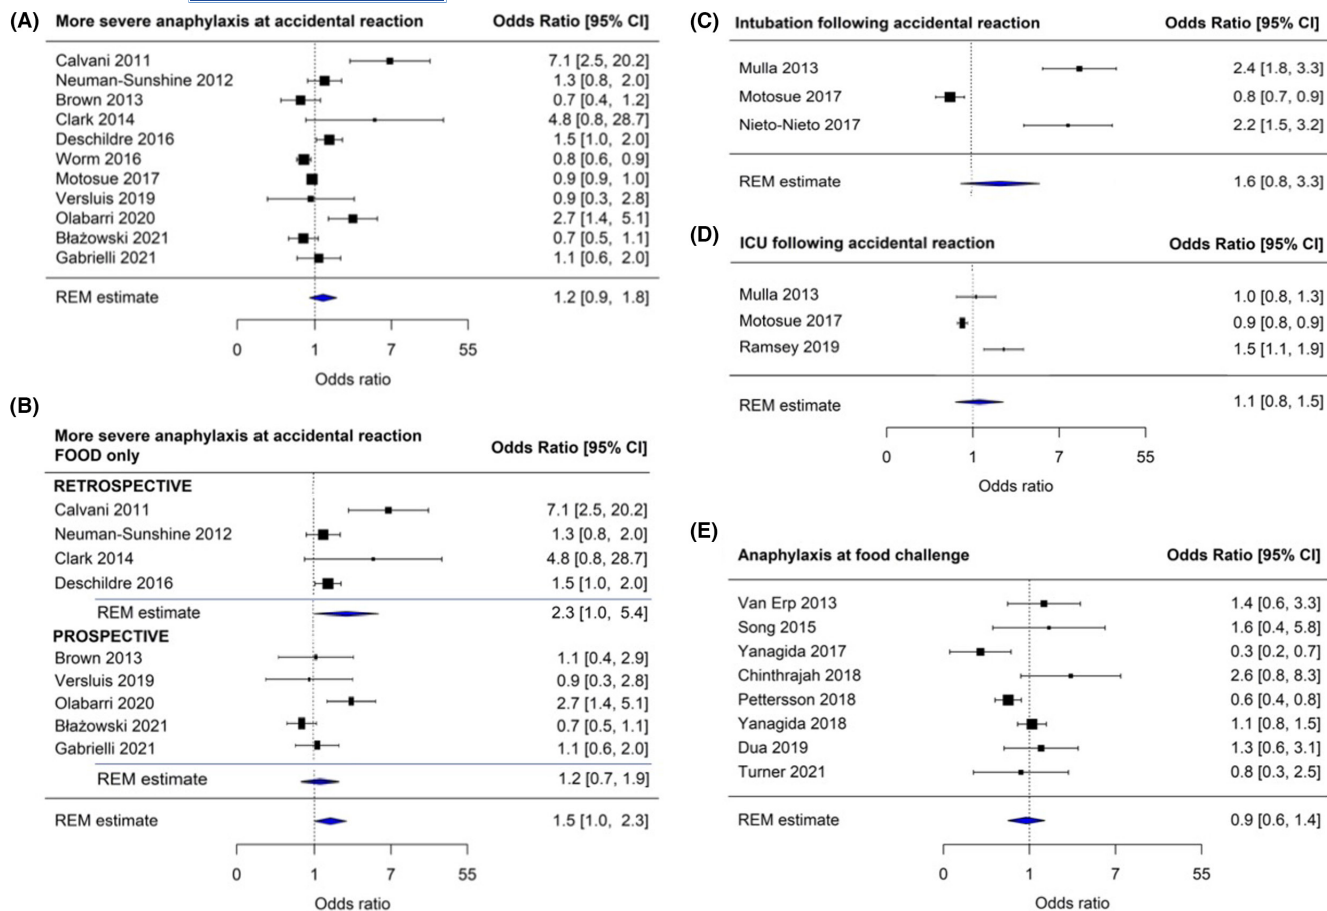 (A) More severe anaphylaxis at accidental reaction Odds Ratio [95% CI]
Calvani 2011 7.1 [2.5, 20.2]
Neuman-Sunshine 2012 1.3 [0.8, 2.0]
Brown 2013 0.7 [0.4, 1.2]
Clark 2014 4.8 [0.8, 28.7]
Deschildre 2016 1.5 [1.0, 2.0]
Worm 2016 0.8 [0.6, 0.9]
Motosue 2017 0.9 [0.9, 1.0]
Versluis 2019 0.9 [0.3, 2.8]
Olabarri 2020 2.7 [1.4, 5.1]
Błażowski 2021 0.7 [0.5, 1.1]
Gabrielli 2021 1.1 [0.6, 2.0]
REM estimate 1.2 [0.9, 1.8]
0 1 7 55
Odds ratio
(B)
More severe anaphylaxis at accidental reaction
FOOD only Odds Ratio [95% CI]
RETROSPECTIVE
Calvani 2011 7.1 [2.5, 20.2]
Neuman-Sunshine 2012 1.3 [0.8, 2.0]
Clark 2014 4.8 [0.8, 28.7]
Deschildre 2016 1.5 [1.0, 2.0]
REM estimate 2.3 [1.0, 5.4]
PROSPECTIVE
Brown 2013 1.1 [0.4, 2.9]
Versluis 2019 0.9 [0.3, 2.8]
Olabarri 2020 2.7 [1.4, 5.1]
Błażowski 2021 0.7 [0.5, 1.1]
Gabrielli 2021 1.1 [0.6, 2.0]
REM estimate 1.2 [0.7, 1.9]
REM estimate 1.5 [1.0, 2.3]
0 1 7 55
Odds ratio
(C) Intubation following accidental reaction Odds Ratio [95% CI]
Mulla 2013 2.4 [1.8, 3.3]
Motosue 2017 0.8 [0.7, 0.9]
Nieto-Nieto 2017 2.2 [1.5, 3.2]
REM estimate 1.6 [0.8, 3.3]
(D) ICU following accidental reaction Odds Ratio [95% CI]
Mulla 2013 1.0 [0.8, 1.3]
Motosue 2017 0.9 [0.8, 0.9]
Ramsey 2019 1.5 [1.1, 1.9]
REM estimate 1.1 [0.8, 1.5]
0 1 7 55
Odds ratio
(E)
Anaphylaxis at food challenge Odds Ratio [95% CI]
Van Erp 2013 1.4 [0.6, 3.3]
Song 2015 1.6 [0.4, 5.8]
Yanagida 2017 0.3 [0.2, 0.7]
Chinthrajah 2018 2.6 [0.8, 8.3]
Pettersson 2018 0.6 [0.4, 0.8]
Yanagida 2018 1.1 [0.8, 1.5]
Dua 2019 1.3 [0.6, 3.1]
Turner 2021 0.8 [0.3, 2.5]
REM estimate 0.9 [0.6, 1.4]
0 1 7 55
Odds ratio